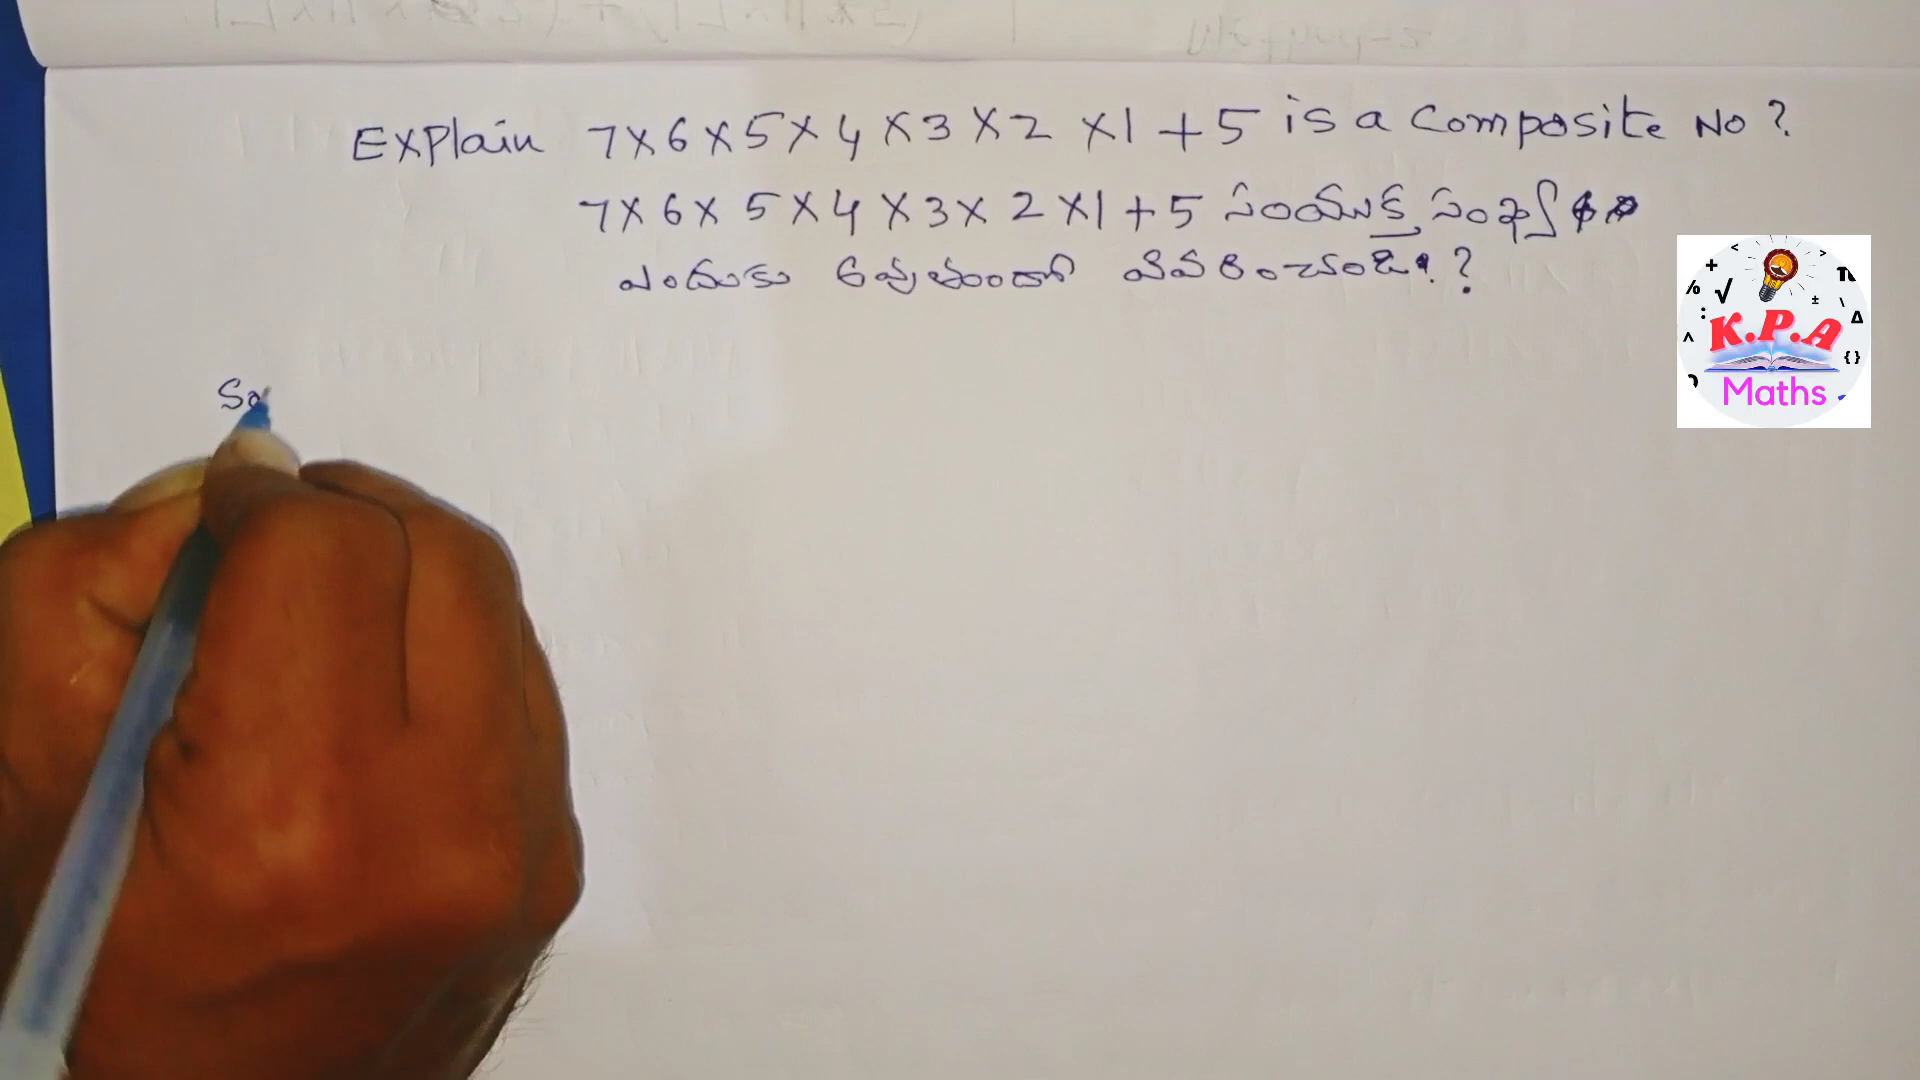 Explain 7×6×5×4×3×2×1+5 is a composite No?
7×6×5×4×3×2×1+5 సంయుక్త సంఖ్య
ఎందుకు అవుతుందో వివరించండి.?
So
K.P.A
Maths